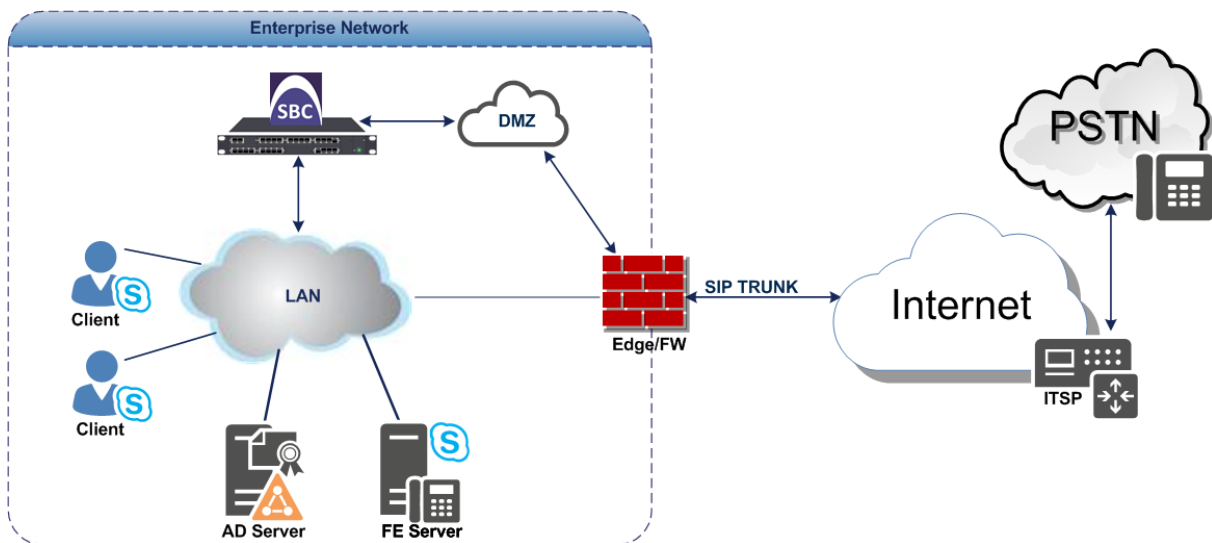 Enterprise Network
SBC
DMZ
PSTN
LAN
Client
S
Client
S
Edge/FW
SIP TRUNK
Internet
ITSP
AD Server
S
FE Server